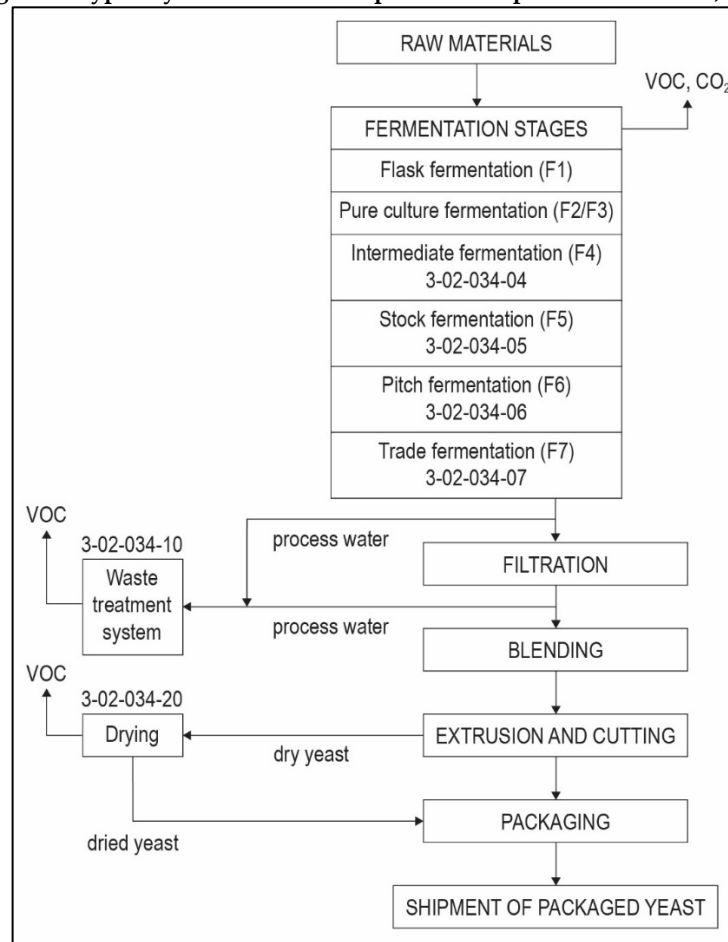 RAW MATERIALS
VOC, CO₂
FERMENTATION STAGES
Flask fermentation (F1)
Pure culture fermentation (F2/F3)
Intermediate fermentation (F4)
3-02-034-04
Stock fermentation (F5)
3-02-034-05
Pitch fermentation (F6)
3-02-034-06
Trade fermentation (F7)
3-02-034-07
VOC
3-02-034-10
process water
Waste
treatment
system
FILTRATION
process water
BLENDING
VOC
3-02-034-20
Drying
dry yeast
EXTRUSION AND CUTTING
dried yeast
PACKAGING
SHIPMENT OF PACKAGED YEAST